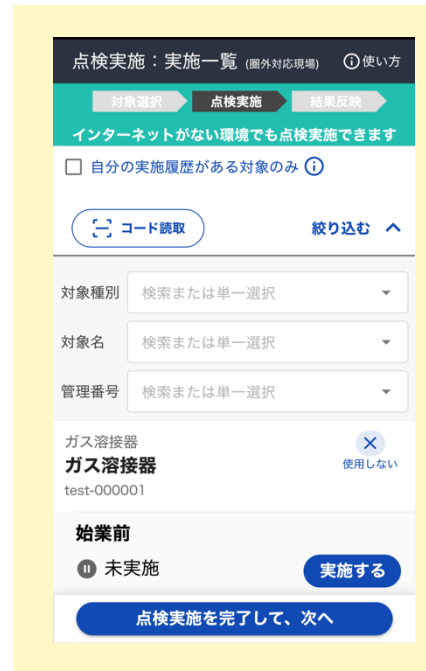 点検実施：実施一覧 (圏外対応現場) 使い方
対象選択 点検実施 結果反映
インターネットがない環境でも点検実施できます
自分の実施履歴がある対象のみ
コード読取 絞り込む
対象種別 検索または単一選択
対象名 検索または単一選択
管理番号 検索または単一選択
ガス溶接器
ガス溶接器 使用しない
test-000001
始業前
未実施 実施する
点検実施を完了して、次へ